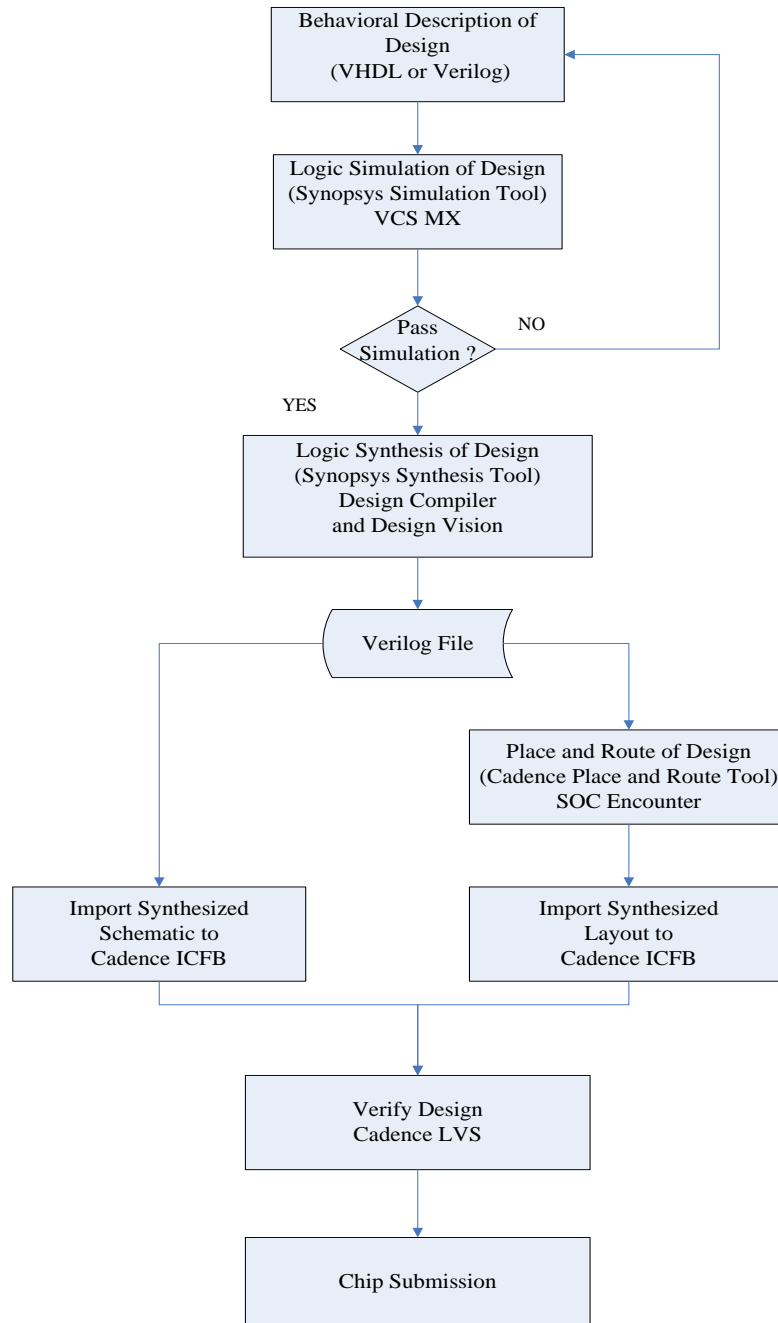 Behavioral Description of
Design
(VHDL or Verilog)
Logic Simulation of Design
(Synopsys Simulation Tool)
VCS MX
Pass
Simulation ?
NO
YES
Logic Synthesis of Design
(Synopsys Synthesis Tool)
Design Compiler
and Design Vision
Verilog File
Place and Route of Design
(Cadence Place and Route Tool)
SOC Encounter
Import Synthesized
Schematic to
Cadence ICFB
Import Synthesized
Layout to
Cadence ICFB
Verify Design
Cadence LVS
Chip Submission